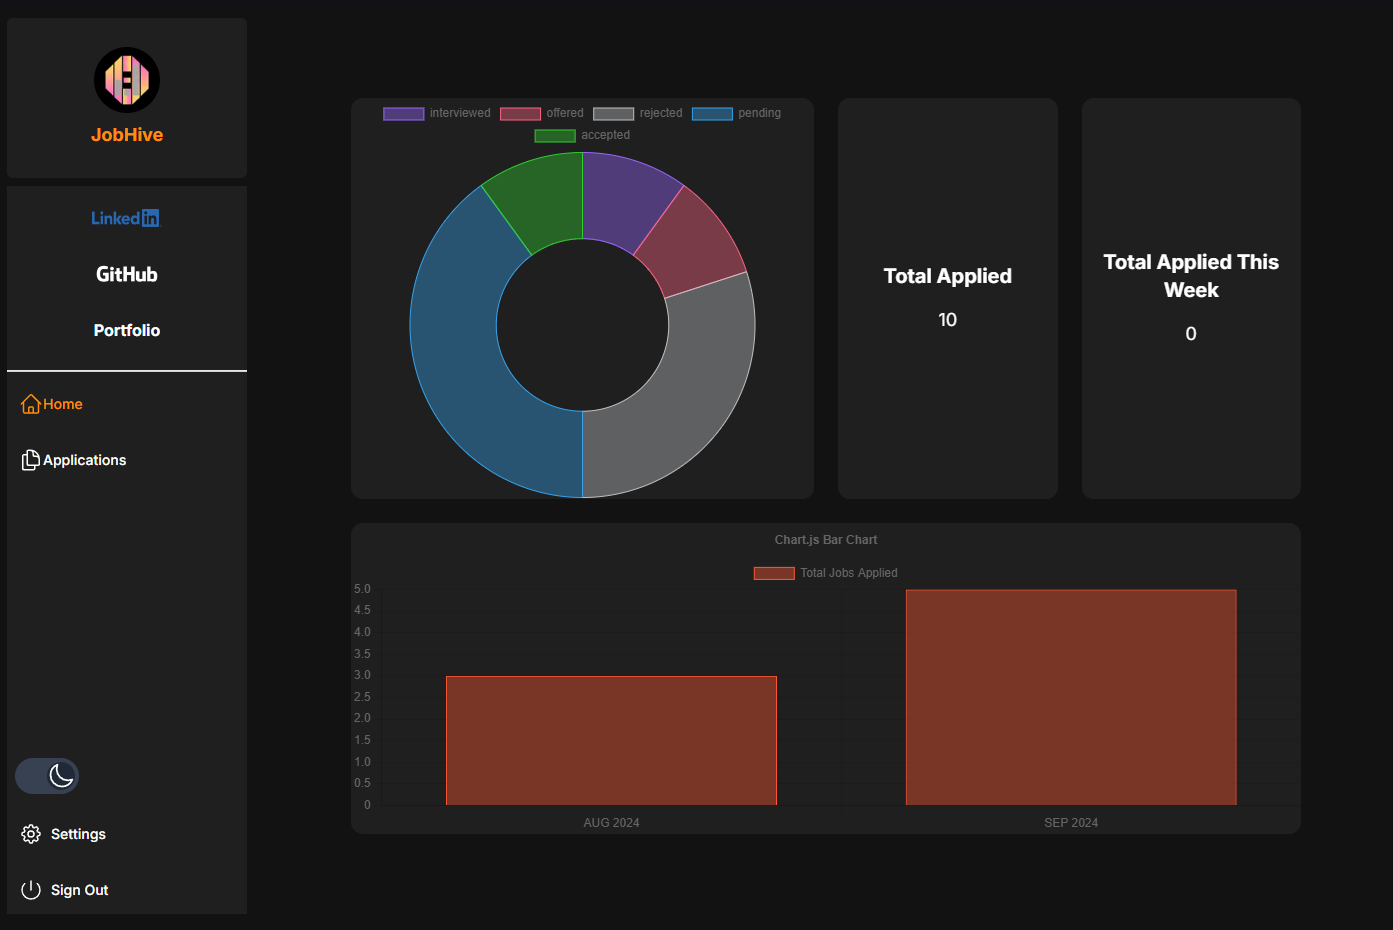 JobHive
Linked in
GitHub
Portfolio
Home
Applications
Settings
Sign Out
interviewed offered rejected pending
accepted
Total Applied
10
Total Applied This
Week
0
Chart.js Bar Chart
Total Jobs Applied
5.0
4.5
4.0
3.5
3.0
2.5
2.0
1.5
1.0
0.5
0
AUG 2024 SEP 2024